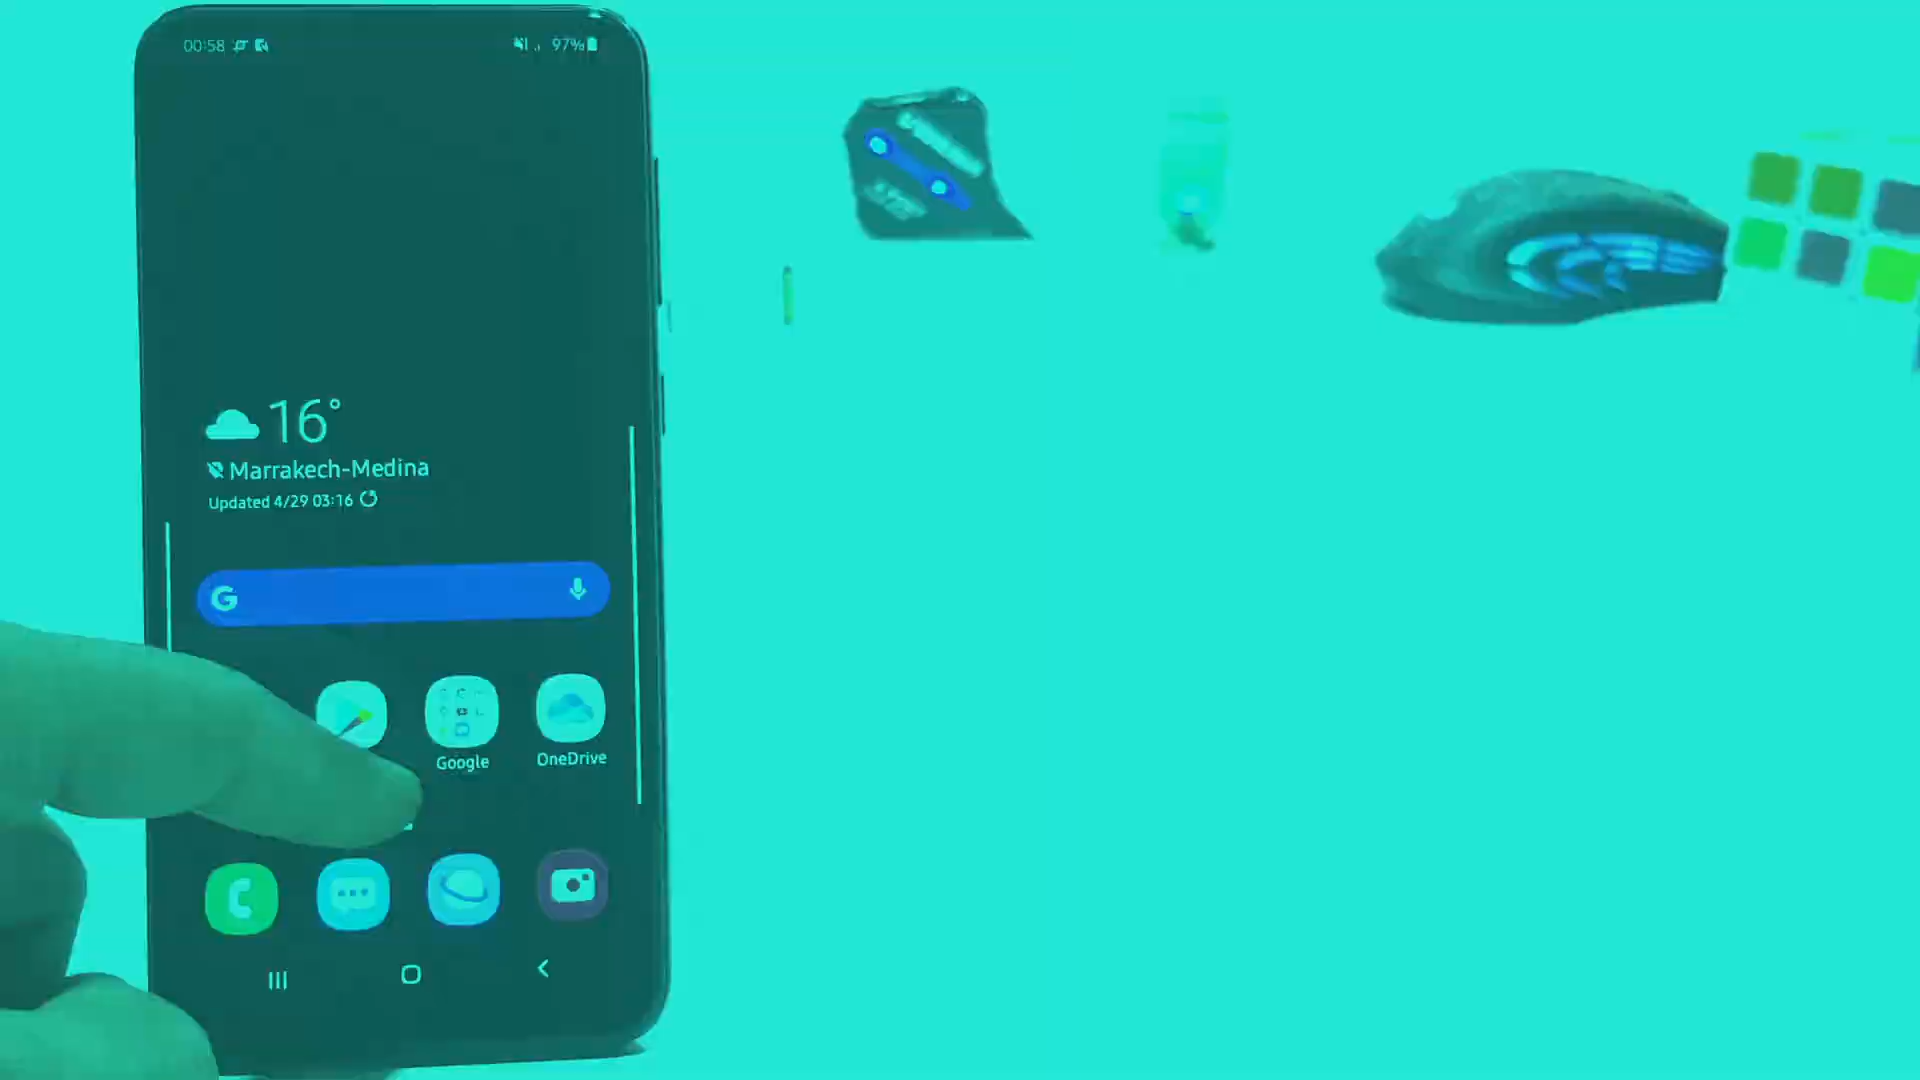 00:58
97%
16°
Marrakech-Medina
Updated 4/29 03:16
G
Google
OneDrive